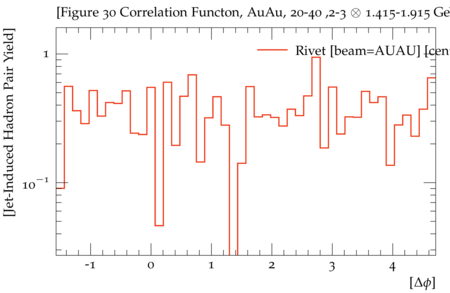 [Figure 30 Correlation Functon, AuAu, 20-40 ,2-3 ⊗ 1.415-1.915 Ge
Rivet [beam=AUAU] [cen
[Jet-Induced Hadron Pair Yield]
1
10⁻¹
-1 0 1 2 3 4
[Δϕ]